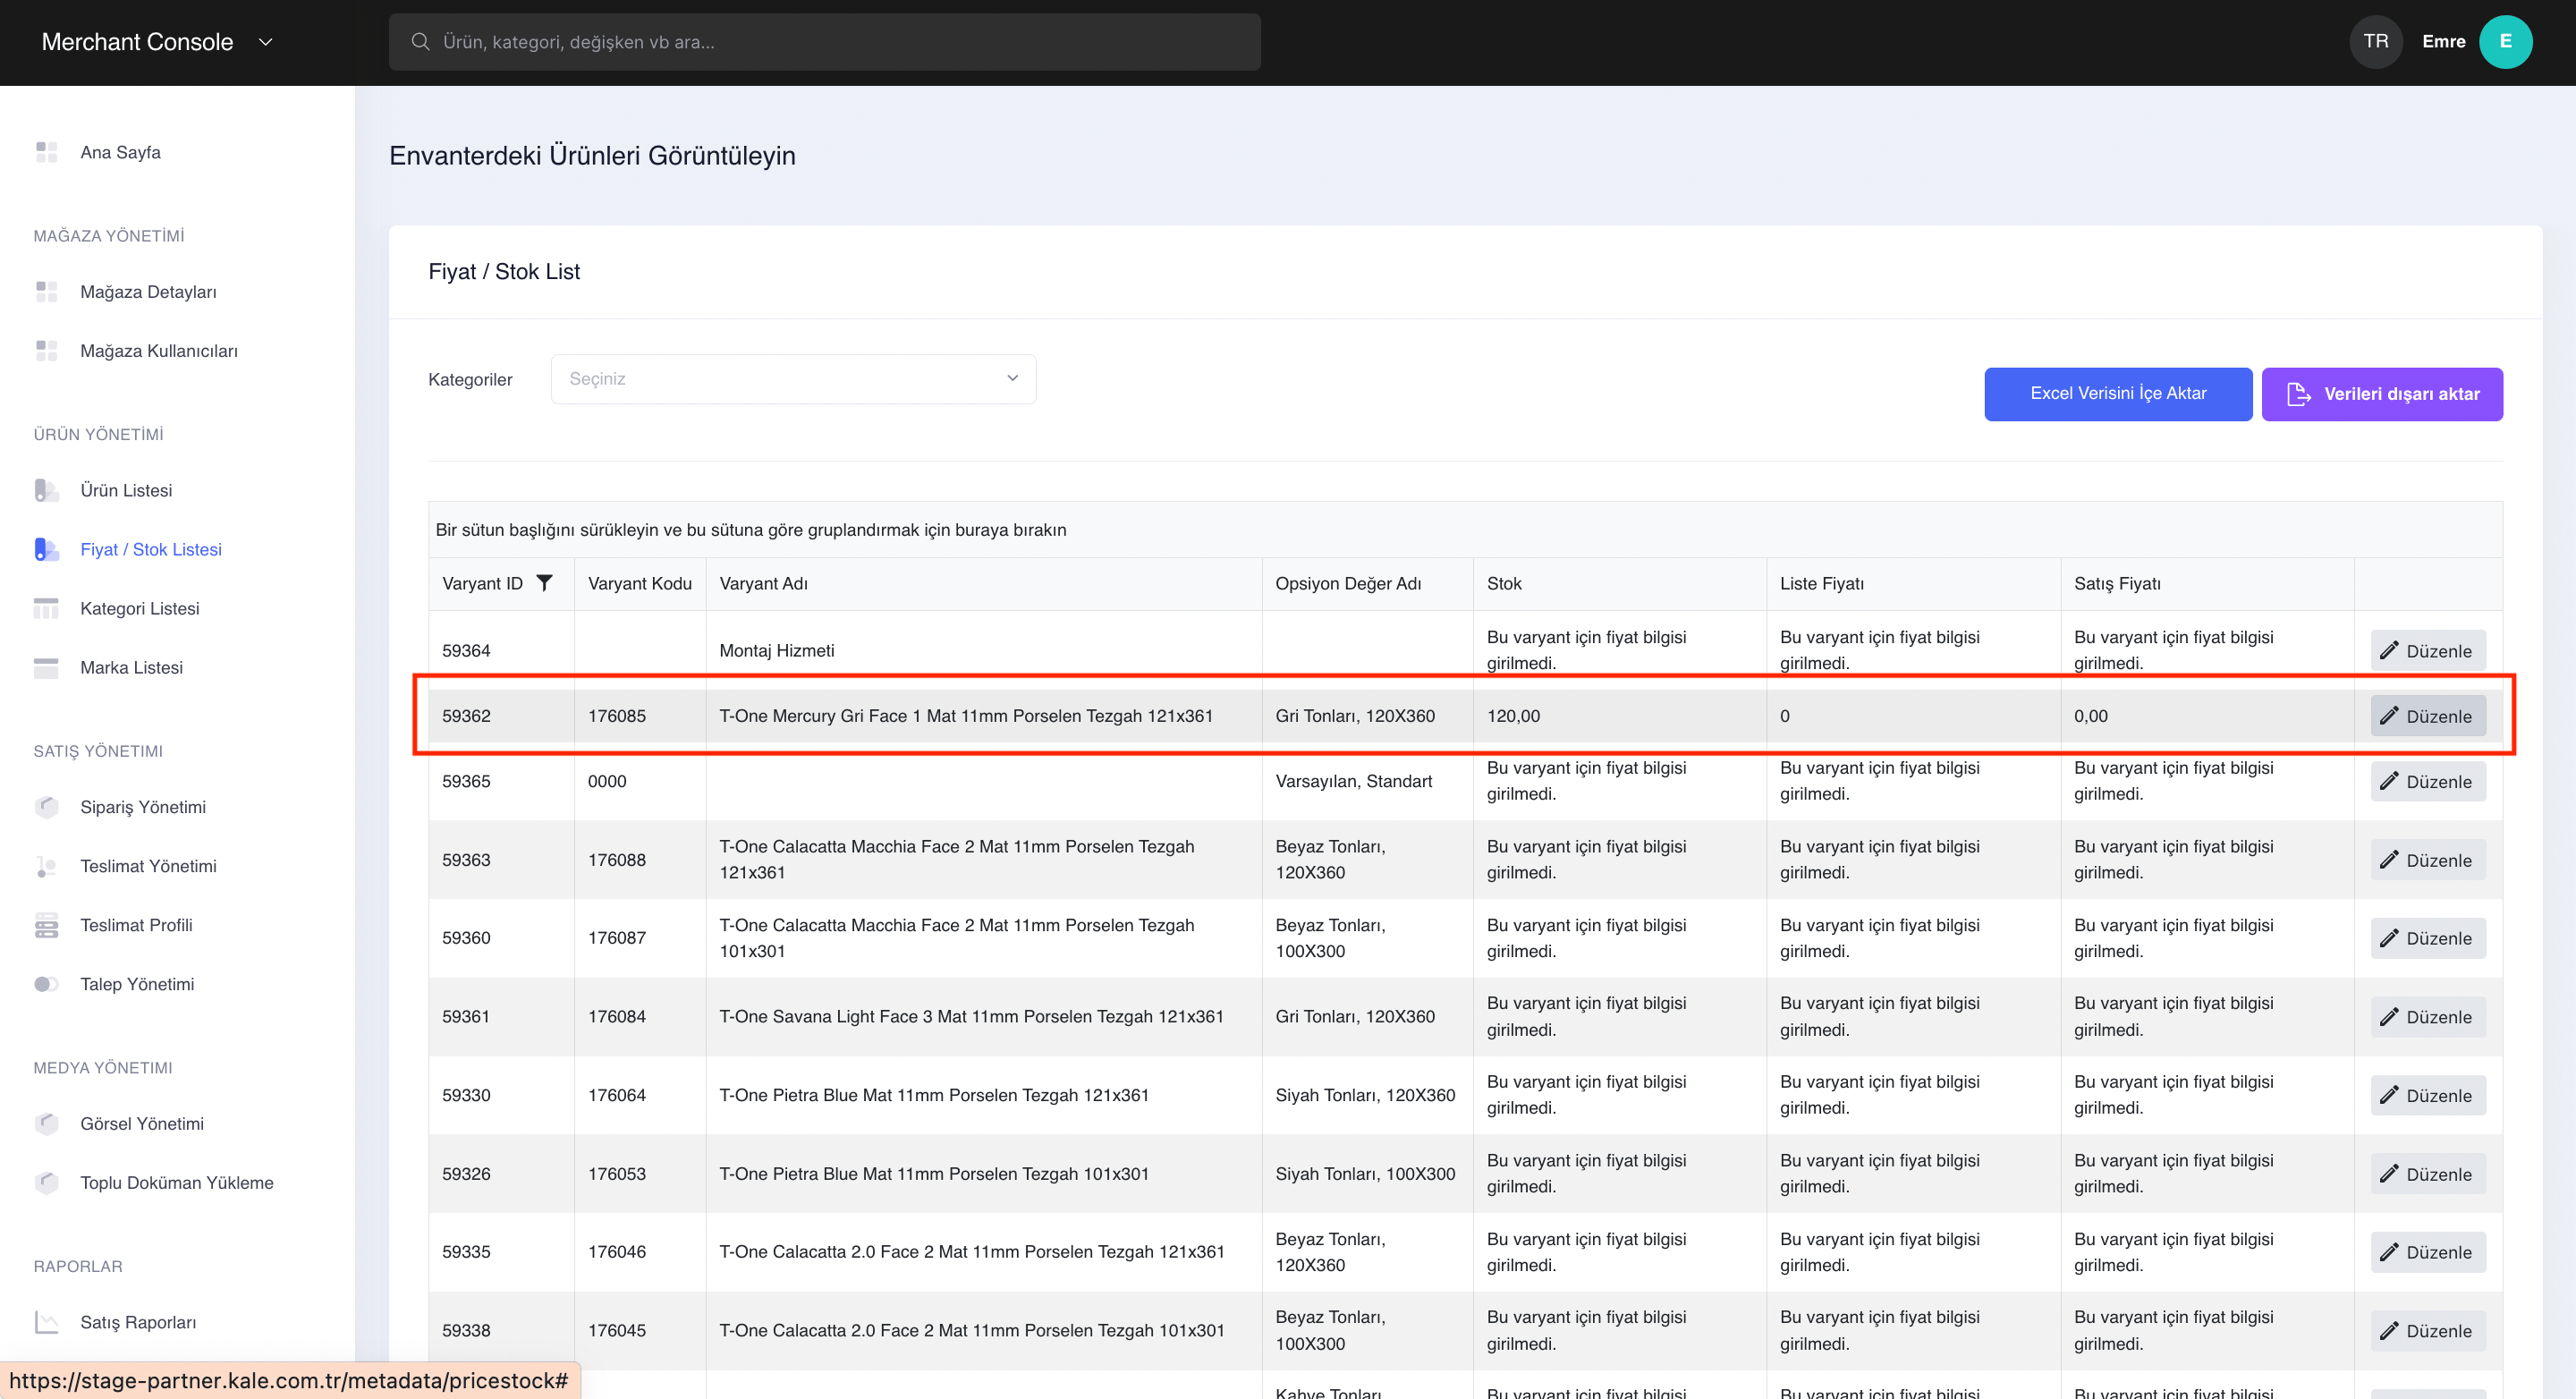 Merchant Console
Ürün, kategori, değişken vb ara...
TR
Emre
E
Ana Sayfa
MAĞAZA YÖNETİMİ
Mağaza Detayları
Mağaza Kullanıcıları
ÜRÜN YÖNETİMİ
Ürün Listesi
Fiyat / Stok Listesi
Kategori Listesi
Marka Listesi
SATIŞ YÖNETIMI
Sipariş Yönetimi
Teslimat Yönetimi
Teslimat Profili
Talep Yönetimi
MEDYA YÖNETIMI
Görsel Yönetimi
Toplu Doküman Yükleme
RAPORLAR
Satış Raporları
https://stage-partner.kale.com.tr/metadata/pricestock#
Envanterdeki Ürünleri Görüntüleyin
Fiyat / Stok List
Kategoriler
Seçiniz
Excel Verisini İçe Aktar
Verileri dışarı aktar
Bir sütun başlığını sürükleyin ve bu sütuna göre gruplandırmak için buraya bırakın
Varyant ID Varyant Kodu Varyant Adı Opsiyon Değer Adı Stok Liste Fiyatı Satış Fiyatı
59364 Montaj Hizmeti Bu varyant için fiyat bilgisi Bu varyant için fiyat bilgisi Bu varyant için fiyat bilgisi Düzenle
girilmedi. girilmedi. girilmedi.
59362 176085 T-One Mercury Gri Face 1 Mat 11mm Porselen Tezgah 121x361 Gri Tonları, 120X360 120,00 0 0,00 Düzenle
59365 0000 Varsayılan, Standart Bu varyant için fiyat bilgisi Bu varyant için fiyat bilgisi Bu varyant için fiyat bilgisi Düzenle
girilmedi. girilmedi. girilmedi.
59363 176088 T-One Calacatta Macchia Face 2 Mat 11mm Porselen Tezgah Beyaz Tonları, Bu varyant için fiyat bilgisi Bu varyant için fiyat bilgisi Bu varyant için fiyat bilgisi Düzenle
121x361 120X360 girilmedi. girilmedi. girilmedi.
59360 176087 T-One Calacatta Macchia Face 2 Mat 11mm Porselen Tezgah Beyaz Tonları, Bu varyant için fiyat bilgisi Bu varyant için fiyat bilgisi Bu varyant için fiyat bilgisi Düzenle
101x301 100X300 girilmedi. girilmedi. girilmedi.
59361 176084 T-One Savana Light Face 3 Mat 11mm Porselen Tezgah 121x361 Gri Tonları, 120X360 Bu varyant için fiyat bilgisi Bu varyant için fiyat bilgisi Bu varyant için fiyat bilgisi Düzenle
girilmedi. girilmedi. girilmedi.
59330 176064 T-One Pietra Blue Mat 11mm Porselen Tezgah 121x361 Siyah Tonları, 120X360 Bu varyant için fiyat bilgisi Bu varyant için fiyat bilgisi Bu varyant için fiyat bilgisi Düzenle
girilmedi. girilmedi. girilmedi.
59326 176053 T-One Pietra Blue Mat 11mm Porselen Tezgah 101x301 Siyah Tonları, 100X300 Bu varyant için fiyat bilgisi Bu varyant için fiyat bilgisi Bu varyant için fiyat bilgisi Düzenle
girilmedi. girilmedi. girilmedi.
59335 176046 T-One Calacatta 2.0 Face 2 Mat 11mm Porselen Tezgah 121x361 Beyaz Tonları, Bu varyant için fiyat bilgisi Bu varyant için fiyat bilgisi Bu varyant için fiyat bilgisi Düzenle
120X360 girilmedi. girilmedi. girilmedi.
59338 176045 T-One Calacatta 2.0 Face 2 Mat 11mm Porselen Tezgah 101x301 Beyaz Tonları, Bu varyant için fiyat bilgisi Bu varyant için fiyat bilgisi Bu varyant için fiyat bilgisi Düzenle
100X300 girilmedi. girilmedi. girilmedi.
Kahve Tonları Bu varyant için fiyat bilgisi Bu varyant için fiyat bilgisi Bu varyant için fiyat bilgisi